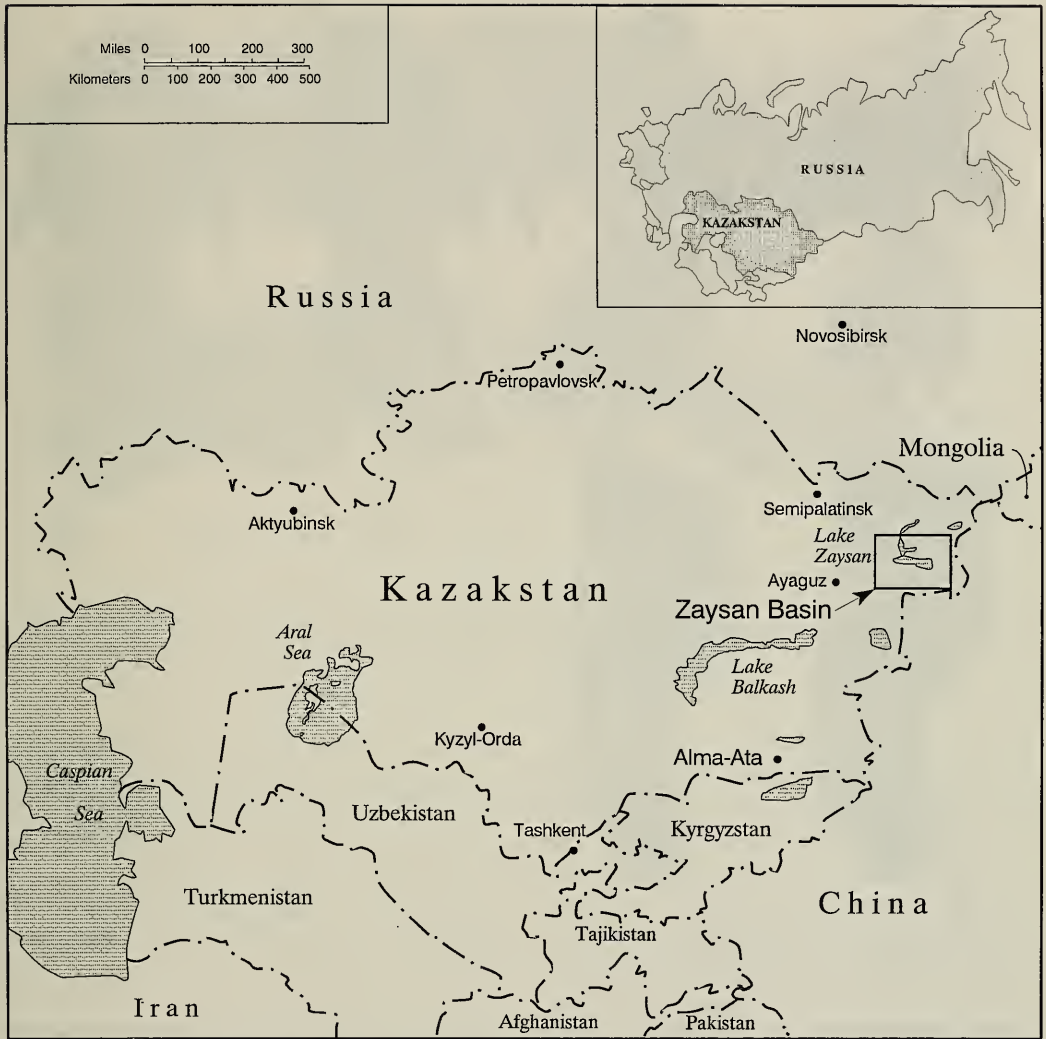 Miles 0 100 200 300
Kilometers 0 100 200 300 400 500
RUSSIA
KAZAKSTAN
Russia
Novosibirsk
Petropavlovsk
Mongolia
Semipalatinsk
Aktyubinsk
Lake
Zaysan
Ayaguz
Kazakstan
Zaysan Basin
Aral
Sea
Lake
Balkash
Kyzyl-Orda
Alma-Ata
Caspian
Sea
Uzbekistan
Tashkent
Kyrgyzstan
Turkmenistan
China
Tajikistan
Iran
Afghanistan
Pakistan